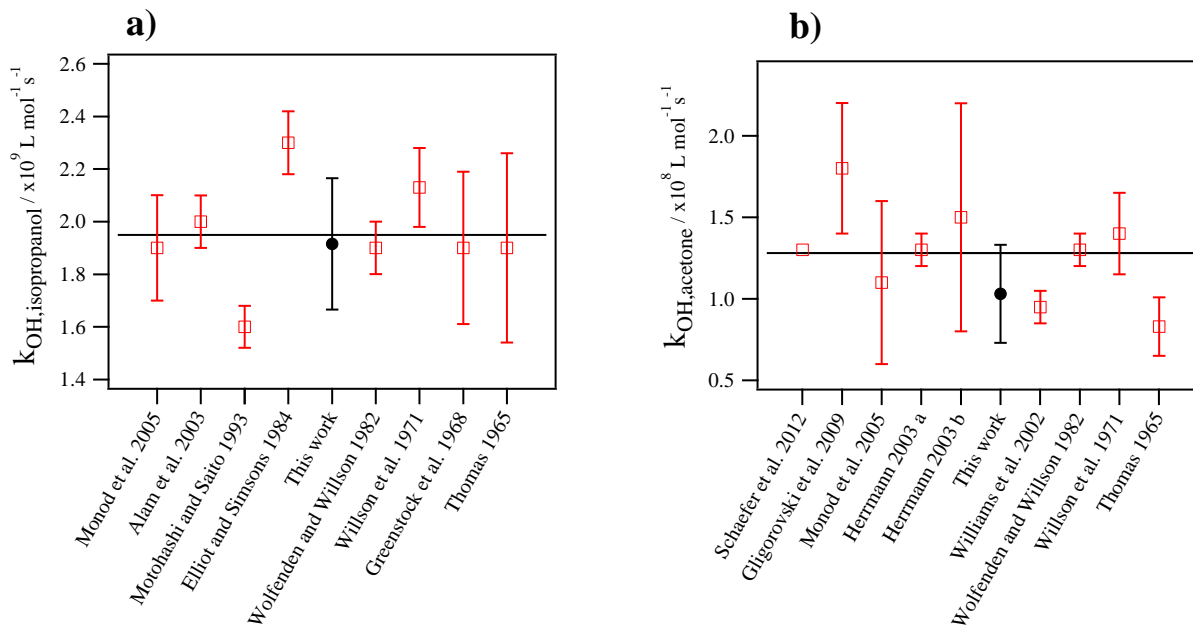 a)
k_OH,isopropanol / x10^9 L mol^-1 s^-1
2.6
2.4
2.2
2.0
1.8
1.6
1.4
Monod et al. 2005
Alam et al. 2003
Motohashi and Saito 1993
Elliot and Simsons 1984
This work
Wolfenden and Willson 1982
Willson et al. 1971
Greenstock et al. 1968
Thomas 1965
b)
k_OH,acetone / x10^8 L mol^-1 s^-1
2.0
1.5
1.0
0.5
Schaefer et al. 2012
Gligorovski et al. 2009
Monod et al. 2005
Herrmann 2003 a
Herrmann 2003 b
This work
Williams et al. 2002
Wolfenden and Willson 1982
Willson et al. 1971
Thomas 1965